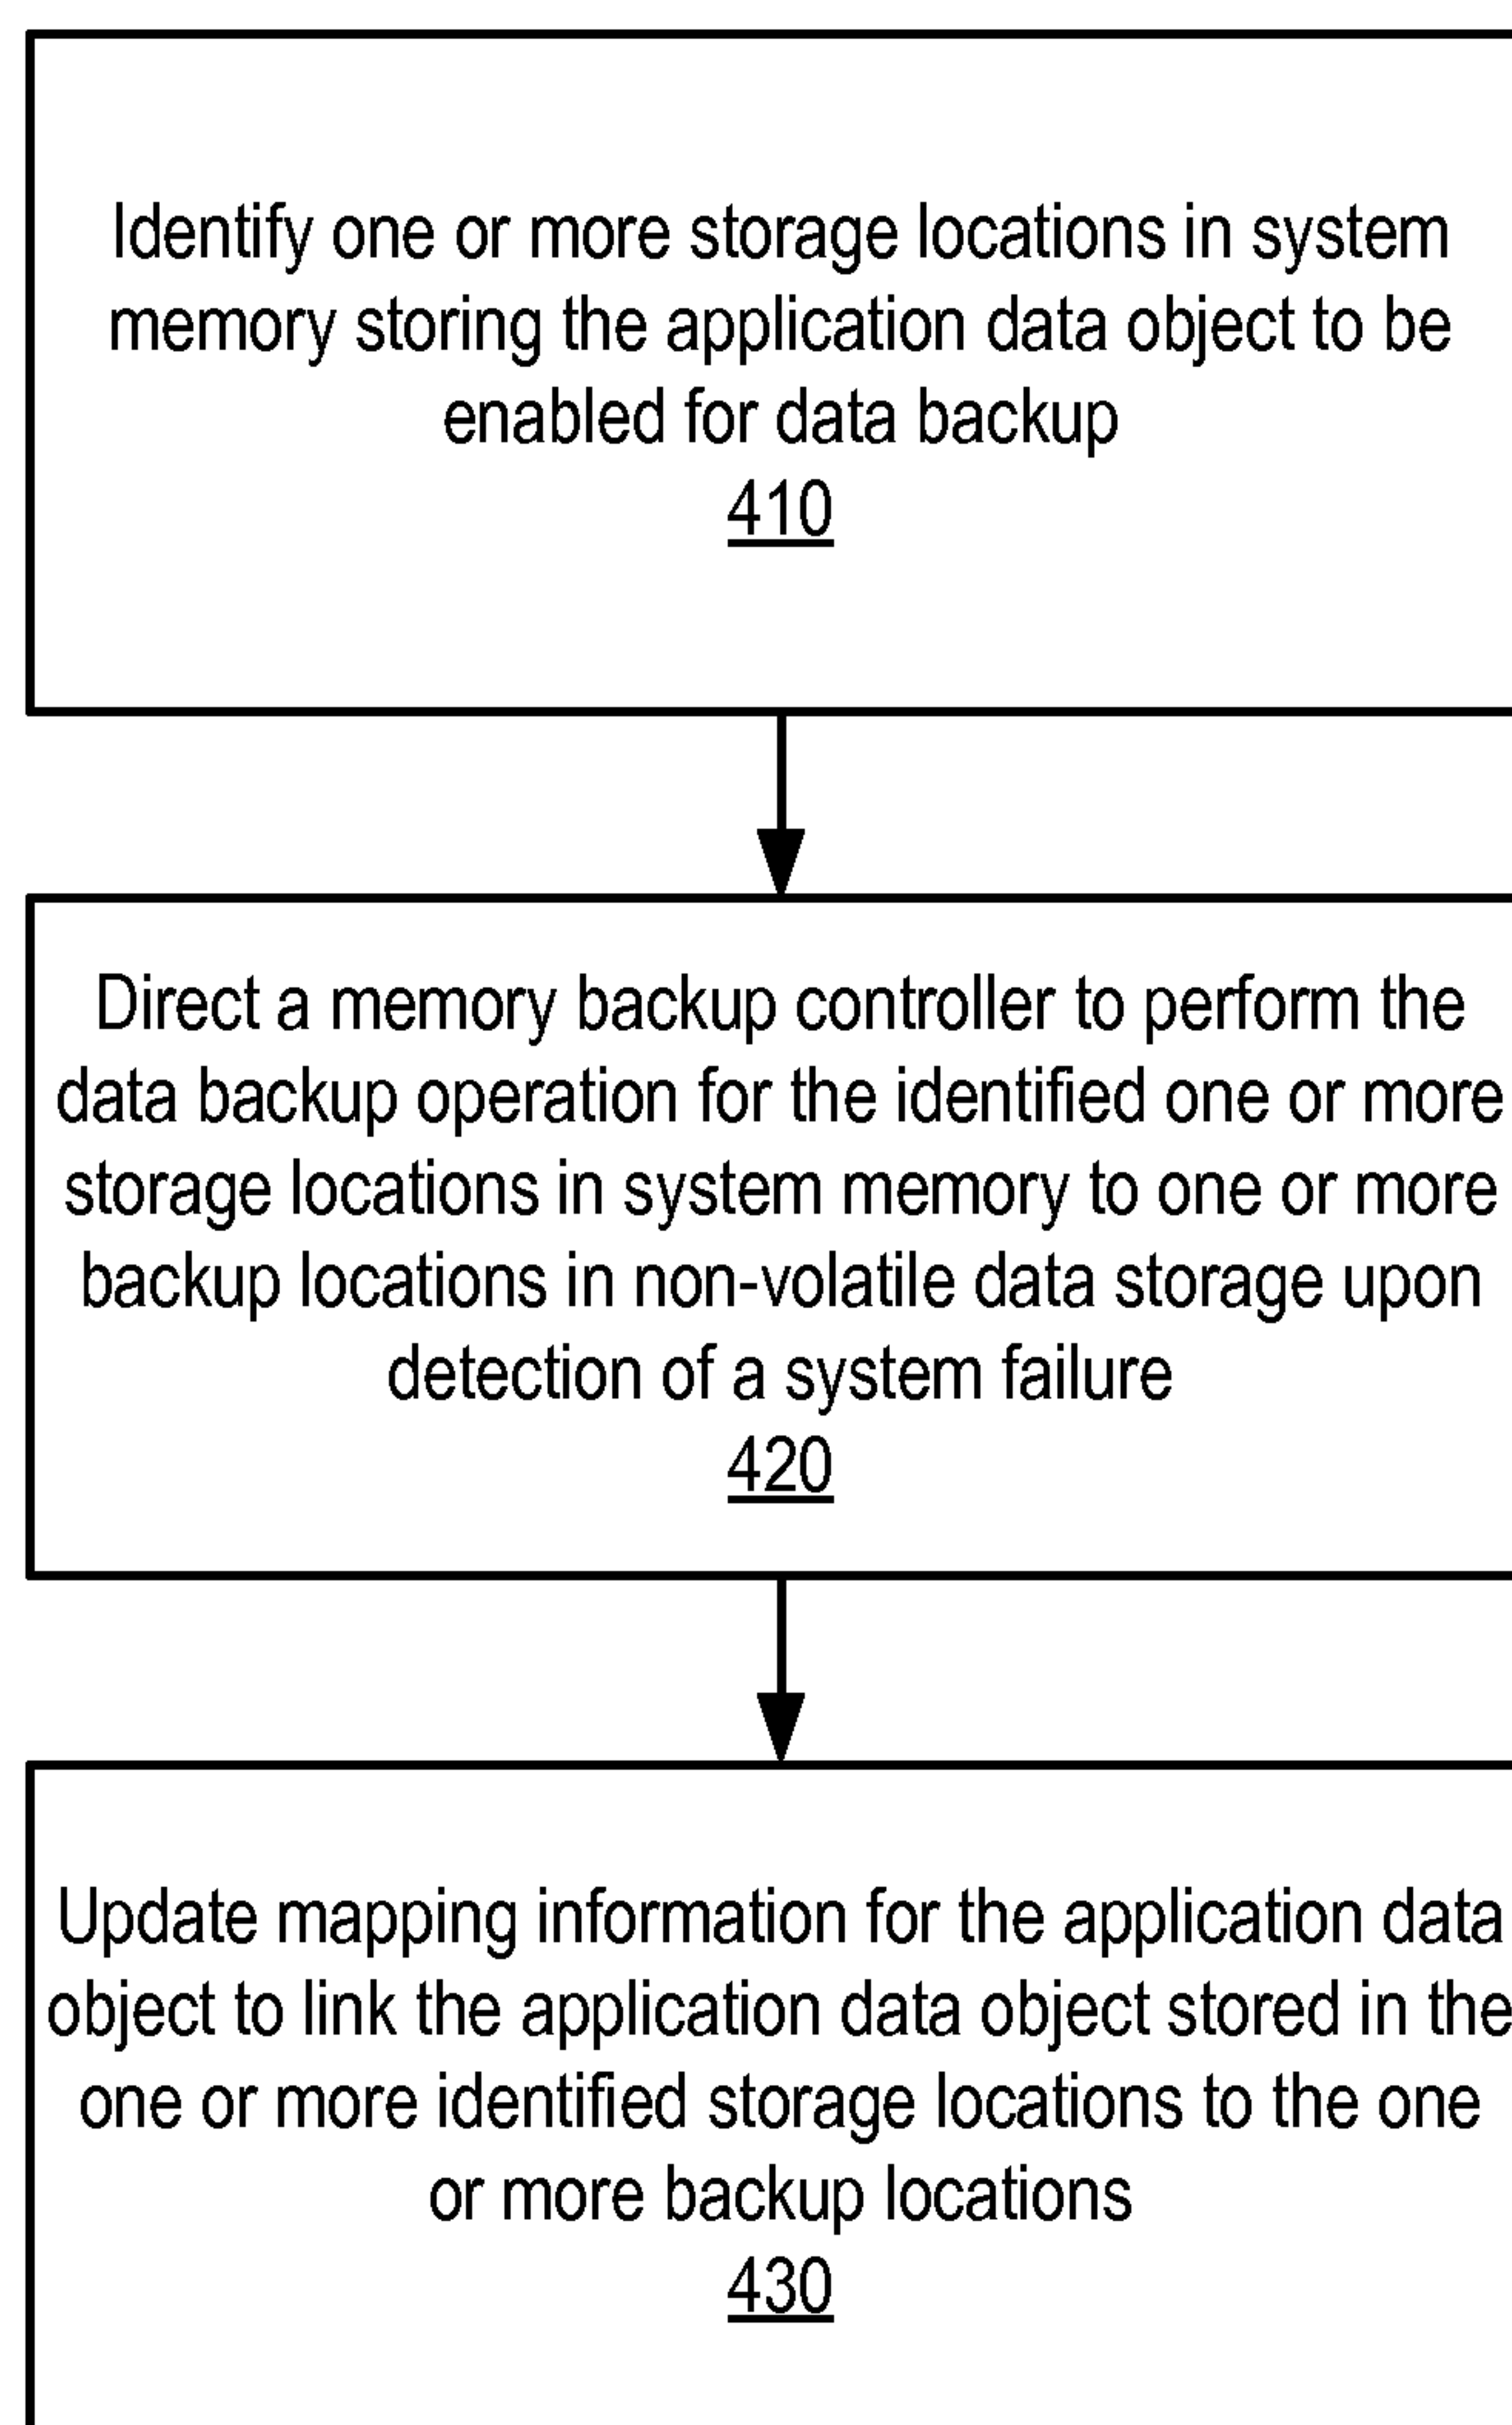 Identify one or more storage locations in system
memory storing the application data object to be
enabled for data backup
410
Direct a memory backup controller to perform the
data backup operation for the identified one or more
storage locations in system memory to one or more
backup locations in non-volatile data storage upon
detection of a system failure
420
Update mapping information for the application data
object to link the application data object stored in the
one or more identified storage locations to the one
or more backup locations
430